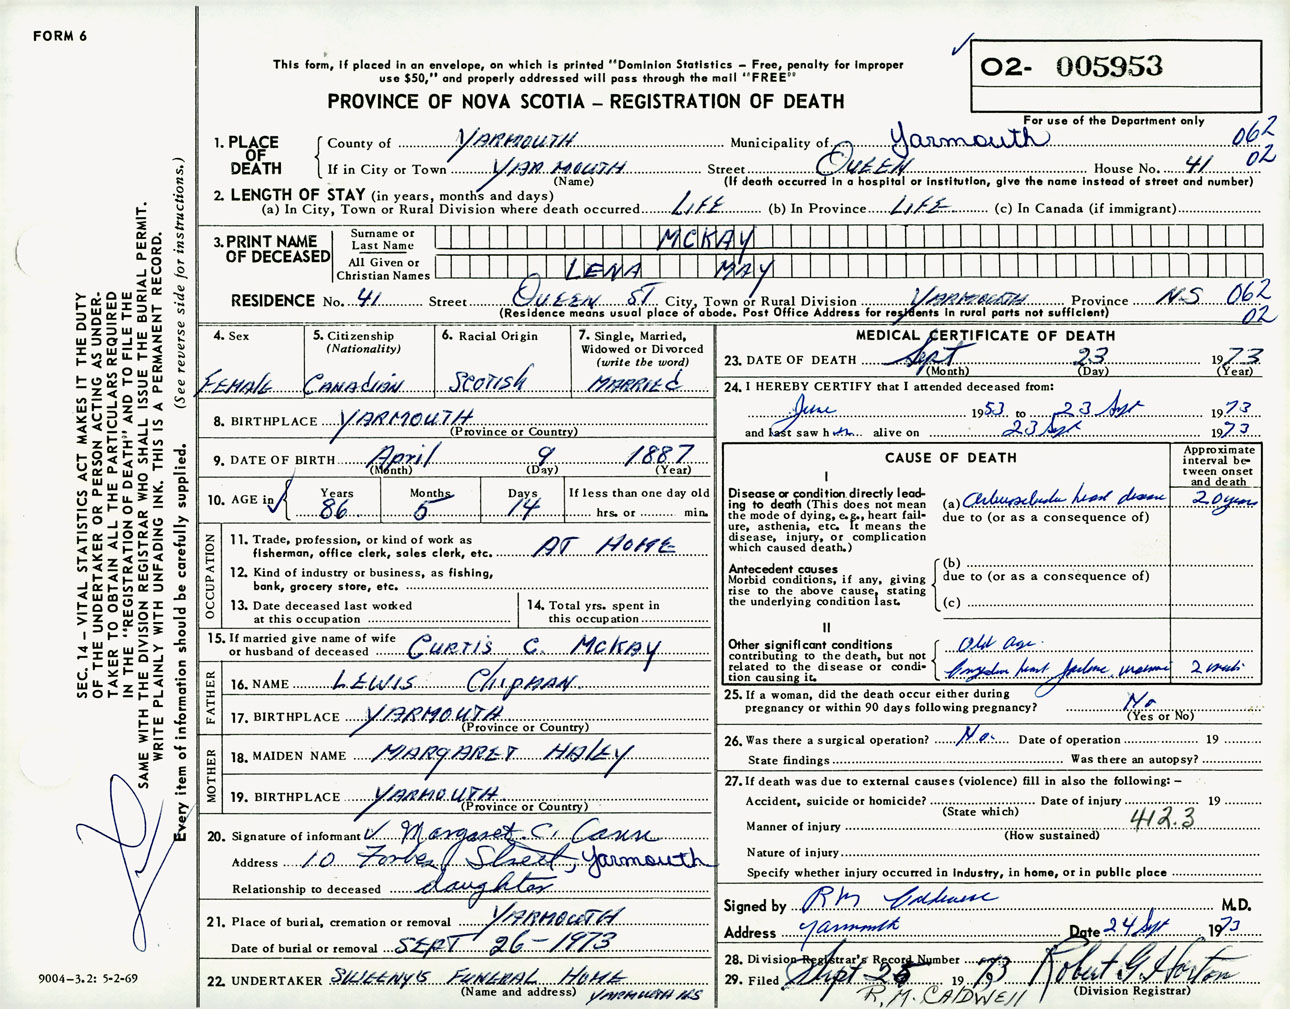 FORM 6
This form, if placed in an envelope, on which is printed "Dominion Statistics – Free, penalty for improper
use $50," and properly addressed will pass through the mail "FREE"
PROVINCE OF NOVA SCOTIA – REGISTRATION OF DEATH
O2- 005953
For use of the Department only
062
02
1. PLACE OF DEATH
County of YARMOUTH Municipality of Yarmouth
If in City or Town YARMOUTH Street QUEEN House No. 41
(Name) (If death occurred in a hospital or institution, give the name instead of street and number)
2. LENGTH OF STAY (in years, months and days)
(a) In City, Town or Rural Division where death occurred LIFE (b) In Province LIFE (c) In Canada (if immigrant)
3. PRINT NAME OF DECEASED
Surname or Last Name MCKAY
All Given or Christian Names LENA MAY
RESIDENCE No. 41 Street QUEEN ST City, Town or Rural Division YARMOUTH Province N.S 062
02
(Residence means usual place of abode. Post Office Address for residents in rural parts not sufficient)
4. Sex
FEMALE
5. Citizenship
(Nationality)
CANADIAN
6. Racial Origin
SCOTISH
7. Single, Married,
Widowed or Divorced
(write the word)
MARRIED
8. BIRTHPLACE YARMOUTH
(Province or Country)
9. DATE OF BIRTH April 9 1887
(Month) (Day) (Year)
10. AGE in Years 86 Months 5 Days 14 If less than one day old
hrs. or min.
OCCUPATION
11. Trade, profession, or kind of work as
fisherman, office clerk, sales clerk, etc. AT HOME
12. Kind of industry or business, as fishing,
bank, grocery store, etc.
13. Date deceased last worked
at this occupation
14. Total yrs. spent in
this occupation
15. If married give name of wife
or husband of deceased CURTIS C. MCKAY
FATHER
16. NAME LEWIS CHIPMAN
17. BIRTHPLACE YARMOUTH
(Province or Country)
MOTHER
18. MAIDEN NAME MARGARET HALEY
19. BIRTHPLACE YARMOUTH
(Province or Country)
20. Signature of informant Margaret C. Cann
Address 10 Forbes Street, Yarmouth
Relationship to deceased daughter
21. Place of burial, cremation or removal YARMOUTH
Date of burial or removal SEPT 26-1973
22. UNDERTAKER SWEENYS FUNERAL HOME
(Name and address) YARMOUTH NS
MEDICAL CERTIFICATE OF DEATH
23. DATE OF DEATH Sept 23 1973
(Month) (Day) (Year)
24. I HEREBY CERTIFY that I attended deceased from:
June 1953 to 23 Sept 1973
and last saw her alive on 23 Sept 1973
CAUSE OF DEATH
Approximate
interval be-
tween onset
and death
I
Disease or condition directly lead-
ing to death (This does not mean
the mode of dying, e.g., heart fail-
ure, asthenia, etc. It means the
disease, injury, or complication
which caused death.)
(a) heart disease 20 years
due to (or as a consequence of)
Antecedent causes
Morbid conditions, if any, giving
rise to the above cause, stating
the underlying condition last.
(b)
due to (or as a consequence of)
(c)
II
Other significant conditions
contributing to the death, but not
related to the disease or condi-
tion causing it.
Old age.
heart failure, uraemia 2 weeks
25. If a woman, did the death occur either during
pregnancy or within 90 days following pregnancy? No
(Yes or No)
26. Was there a surgical operation? No. Date of operation 19
State findings Was there an autopsy?
27. If death was due to external causes (violence) fill in also the following: –
Accident, suicide or homicide? Date of injury 19
(State which)
Manner of injury 412.3
(How sustained)
Nature of injury
Specify whether injury occurred in industry, in home, or in public place
Signed by RM Caldwell M.D.
Address Yarmouth Date 24 Sept 1973
28. Division Registrar's Record Number
29. Filed Sept 25 1973 Robert G. Horton
R.M. CALDWELL (Division Registrar)
SEC. 14 – VITAL STATISTICS ACT MAKES IT THE DUTY
OF THE UNDERTAKER OR PERSON ACTING AS UNDER-
TAKER TO OBTAIN ALL THE PARTICULARS REQUIRED
IN THE "REGISTRATION OF DEATH" AND TO FILE THE
SAME WITH THE DIVISION REGISTRAR WHO SHALL ISSUE THE BURIAL PERMIT.
WRITE PLAINLY WITH UNFADING INK. THIS IS A PERMANENT RECORD.
Every item of information should be carefully supplied. (See reverse side for instructions.)
9004-3.2: 5-2-69